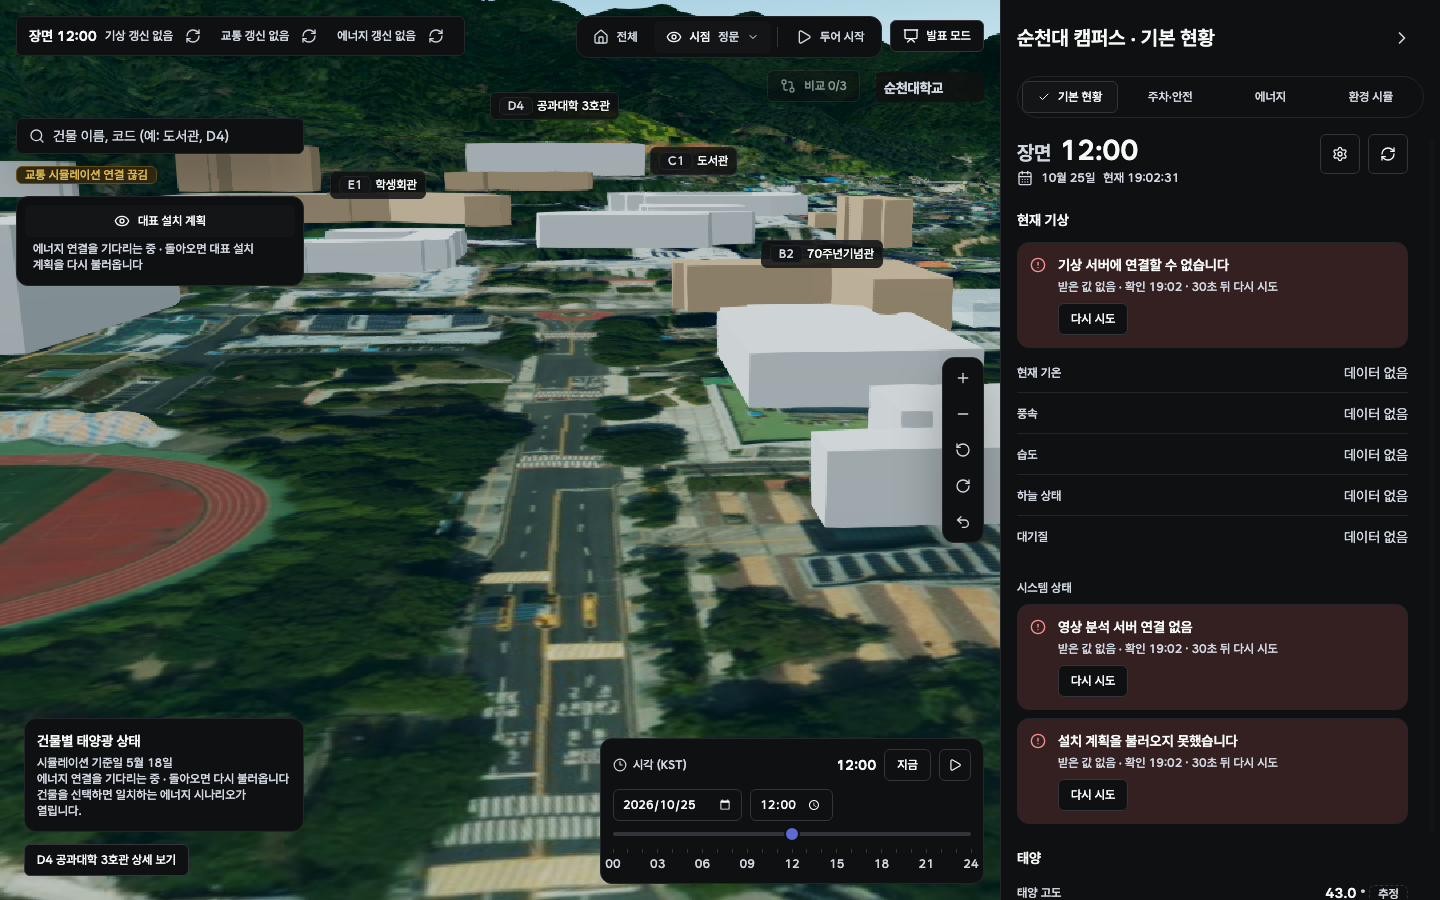 장면 12:00 기상 갱신 없음 교통 갱신 없음 에너지 갱신 없음
전체 시점 정문 투어 시작 발표 모드
비교 0/3 순천대학교
건물 이름, 코드 (예: 도서관, D4)
교통 시뮬레이션 연결 끊김
대표 설치 계획
에너지 연결을 기다리는 중 · 돌아오면 대표 설치
계획을 다시 불러옵니다
D4 공과대학 3호관
C1 도서관
E1 학생회관
B2 70주년기념관
건물별 태양광 상태
시뮬레이션 기준일 5월 18일
에너지 연결을 기다리는 중 · 돌아오면 다시 불러옵니다
건물을 선택하면 일치하는 에너지 시나리오가
열립니다.
D4 공과대학 3호관 상세 보기
시각 (KST) 12:00 지금
2026/10/25 12:00
00 03 06 09 12 15 18 21 24
순천대 캠퍼스 · 기본 현황
기본 현황 주차·안전 에너지 환경 시뮬
장면 12:00
10월 25일 현재 19:02:31
현재 기상
기상 서버에 연결할 수 없습니다
받은 값 없음 · 확인 19:02 · 30초 뒤 다시 시도
다시 시도
현재 기온 데이터 없음
풍속 데이터 없음
습도 데이터 없음
하늘 상태 데이터 없음
대기질 데이터 없음
시스템 상태
영상 분석 서버 연결 없음
받은 값 없음 · 확인 19:02 · 30초 뒤 다시 시도
다시 시도
설치 계획을 불러오지 못했습니다
받은 값 없음 · 확인 19:02 · 30초 뒤 다시 시도
다시 시도
태양
태양 고도 43.0 ° 추정